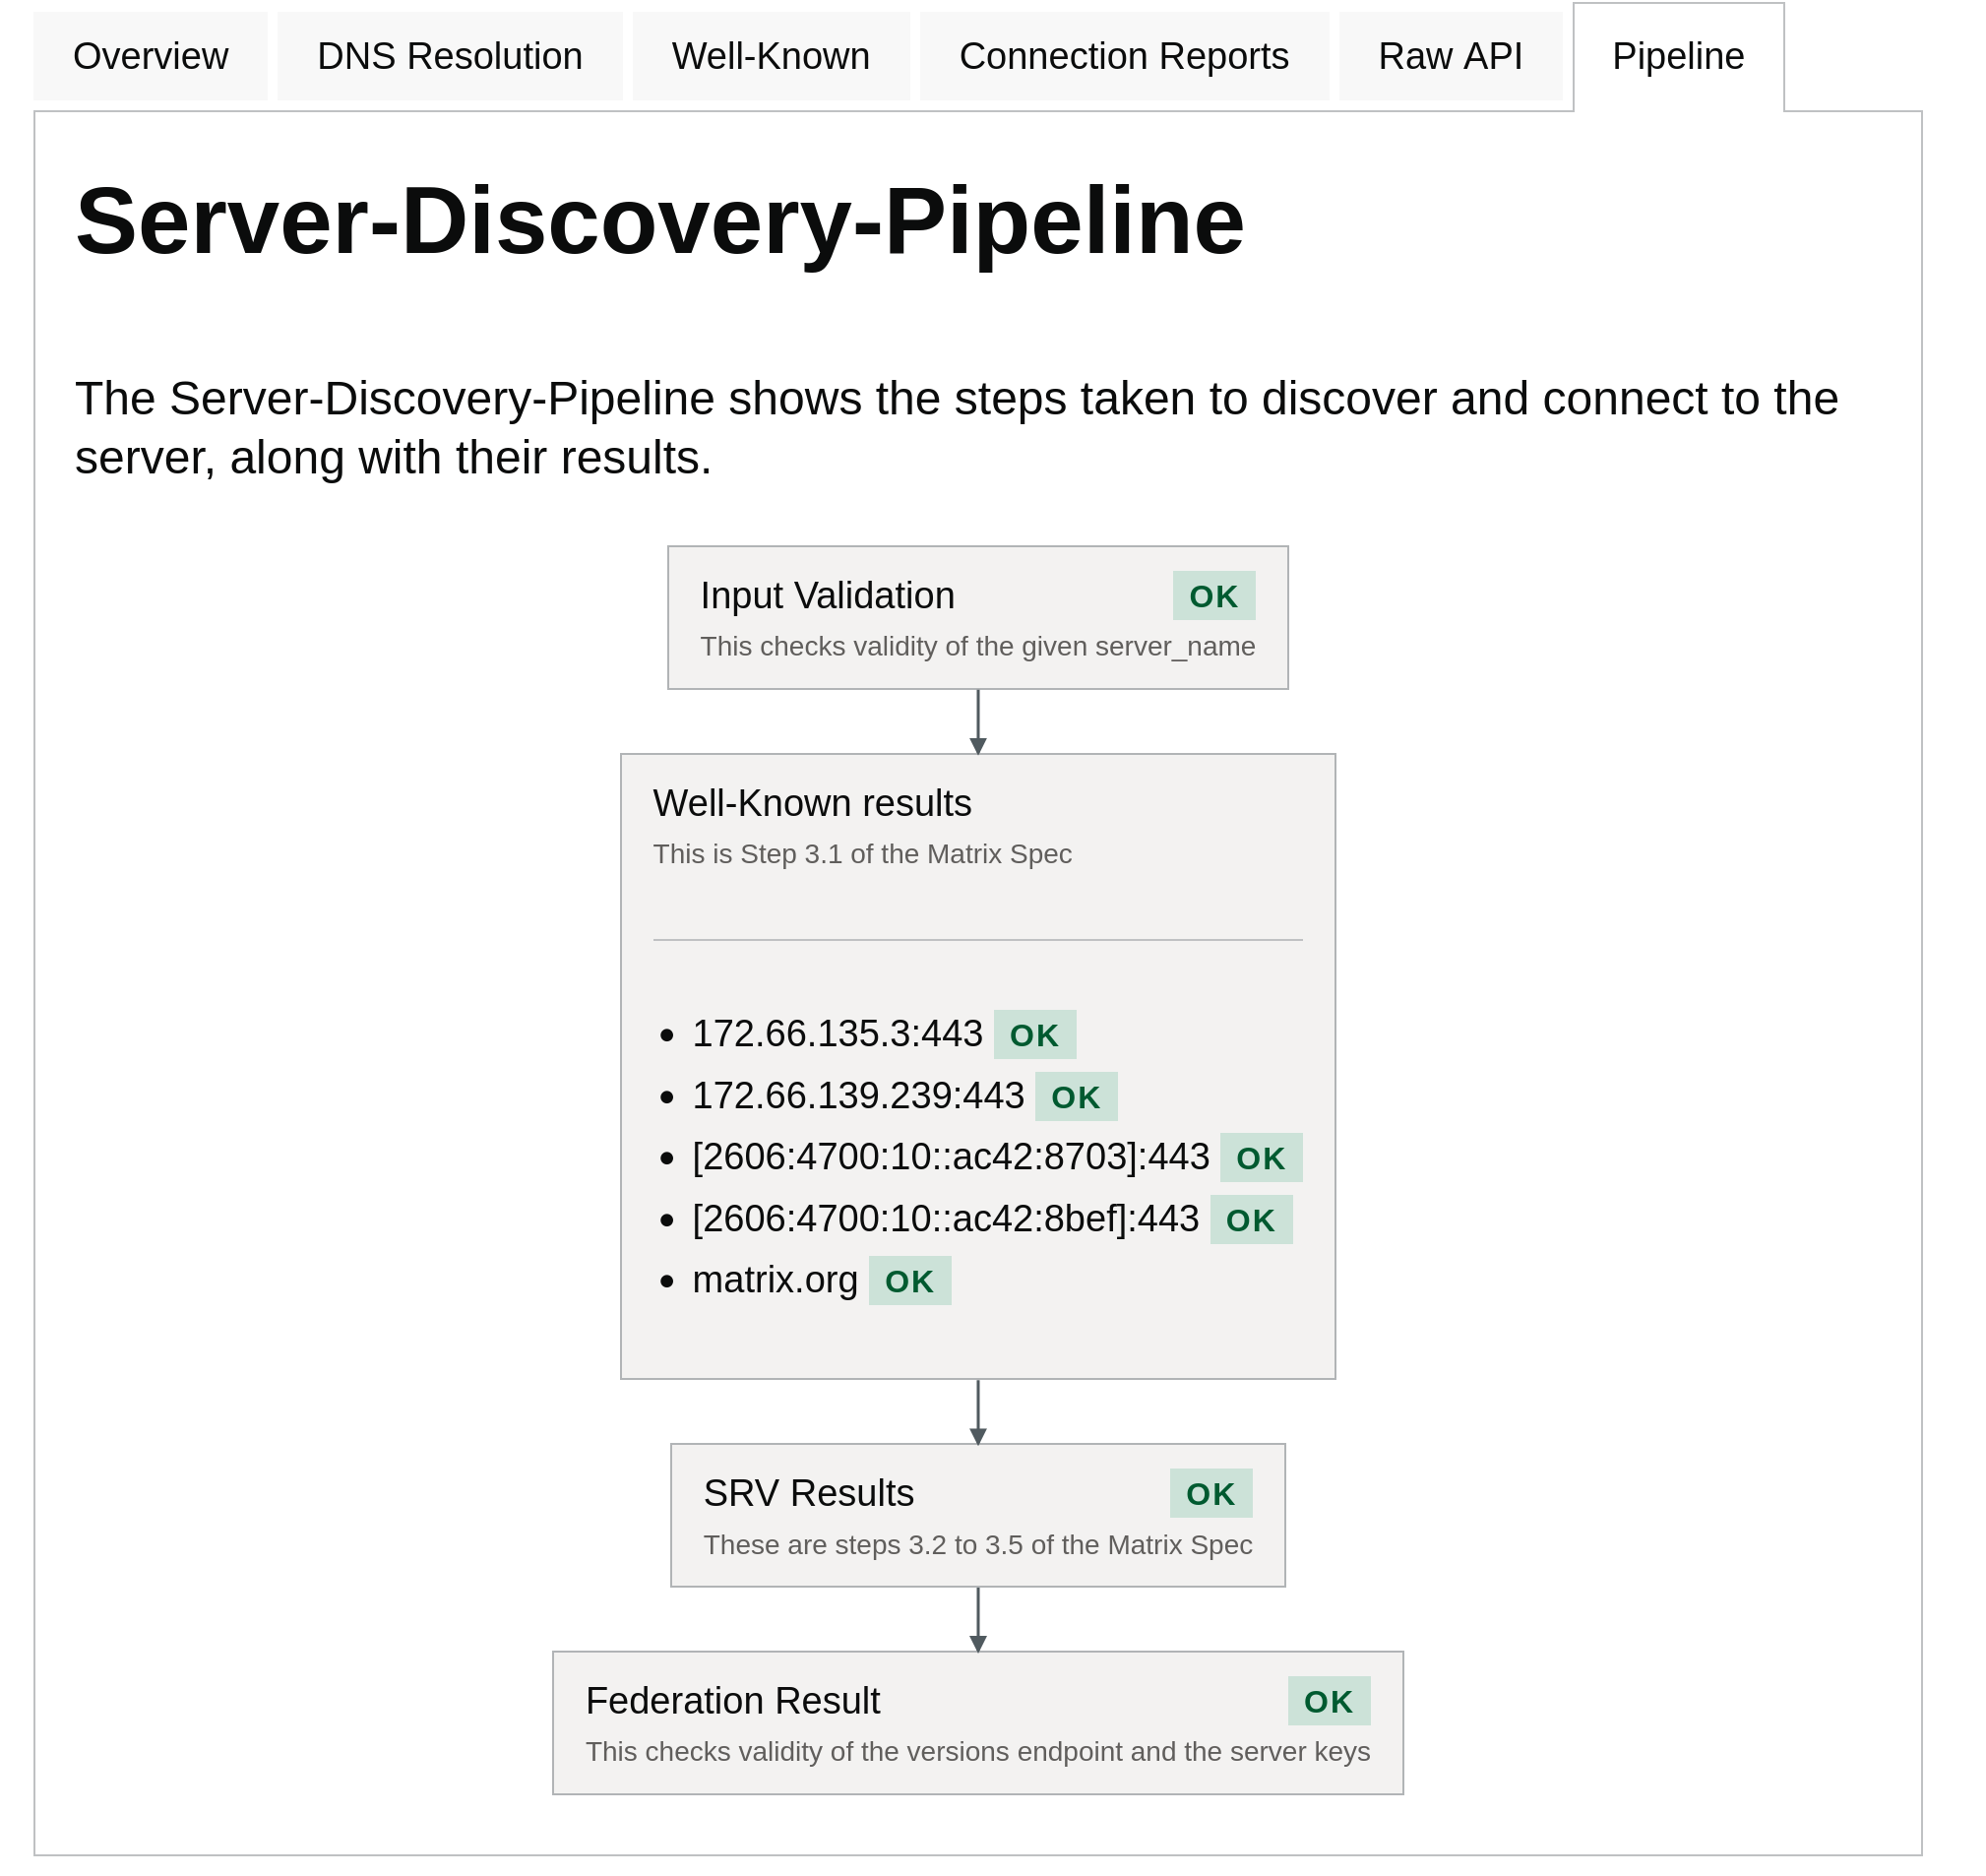 Overview
DNS Resolution
Well-Known
Connection Reports
Raw API
Pipeline
Server-Discovery-Pipeline
The Server-Discovery-Pipeline shows the steps taken to discover and connect to the
server, along with their results.
Input Validation OK
This checks validity of the given server_name
Well-Known results
This is Step 3.1 of the Matrix Spec
• 172.66.135.3:443 OK
• 172.66.139.239:443 OK
• [2606:4700:10::ac42:8703]:443 OK
• [2606:4700:10::ac42:8bef]:443 OK
• matrix.org OK
SRV Results OK
These are steps 3.2 to 3.5 of the Matrix Spec
Federation Result OK
This checks validity of the versions endpoint and the server keys